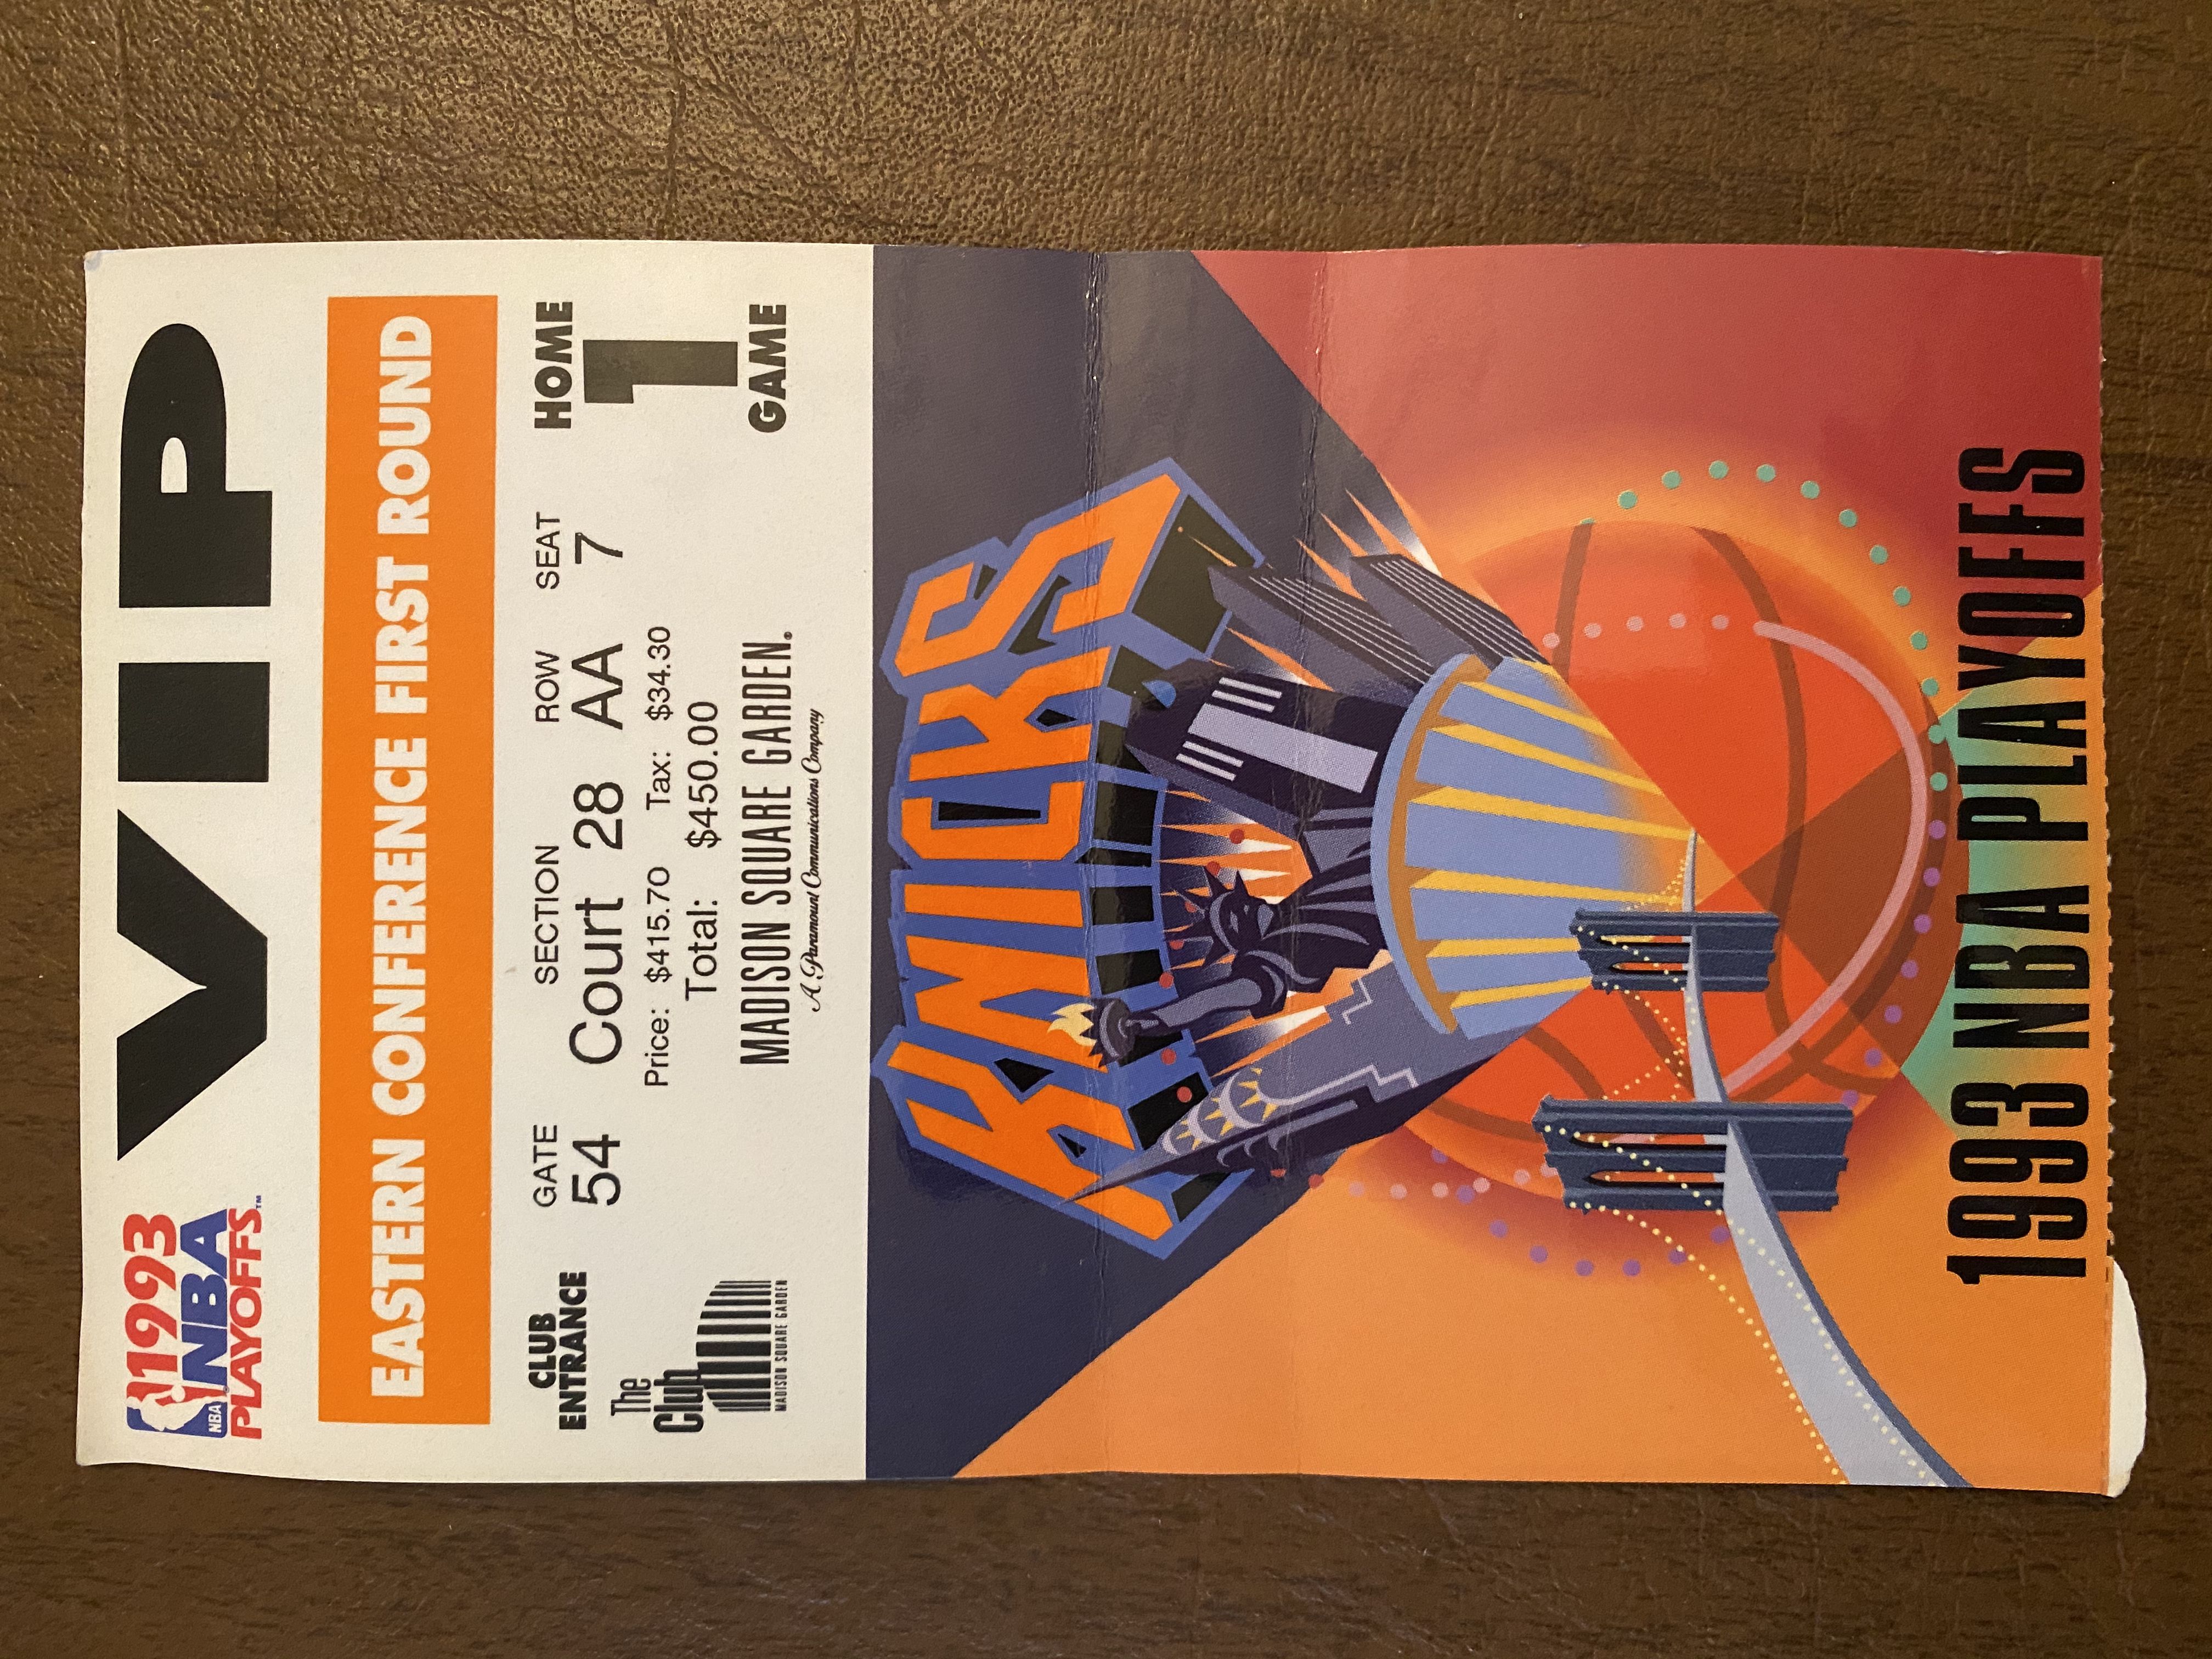 1993
NBA
NBA
PLAYOFFS™
VIP
EASTERN CONFERENCE FIRST ROUND
CLUB
ENTRANCE
The
Club
MADISON SQUARE GARDEN
GATE SECTION ROW SEAT
54 Court 28 AA 7
Price: $415.70 Tax: $34.30
Total: $450.00
MADISON SQUARE GARDEN®
A Paramount Communications Company
HOME
1
GAME
KNICKS
1993 NBA PLAYOFFS